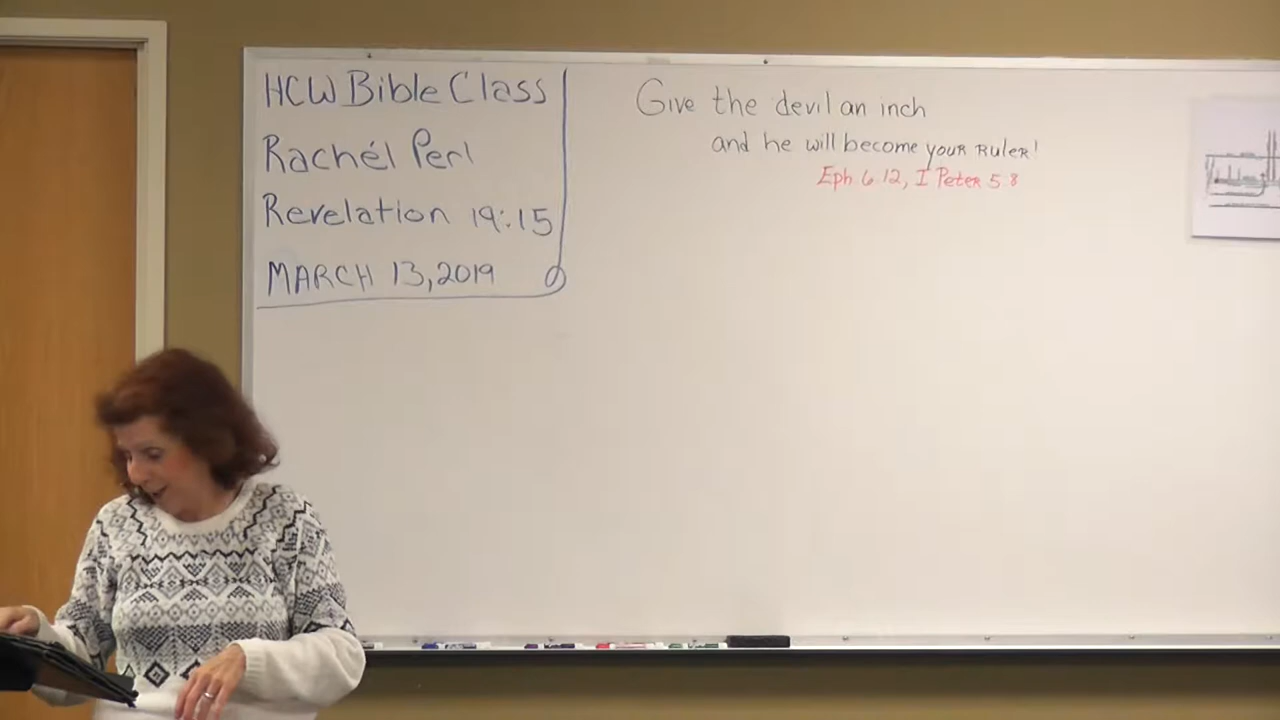 HCW Bible Class
Rachél Perl
Revelation 19:15
MARCH 13, 2019
Give the devil an inch
and he will become your RuleR!
Eph 6:12, I Peter 5:8